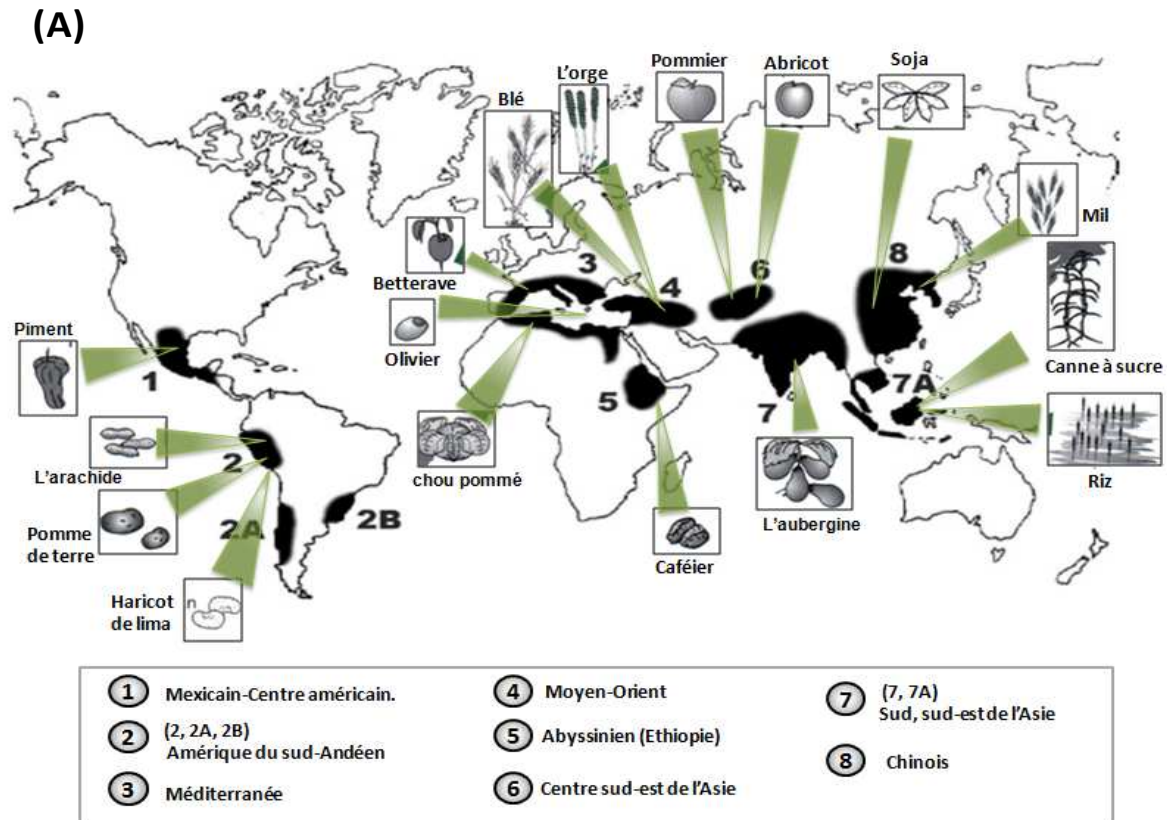 (A)
Pommier
Abricot
Soja
L'orge
Blé
Mil
Betterave
3
4
6
8
Olivier
Canne à sucre
Piment
1
5
7
7A
chou pommé
L'arachide
2
Riz
L'aubergine
Pomme
de terre
2A
2B
Caféier
Haricot
de lima
n
1 Mexicain-Centre américain.
2 (2, 2A, 2B)
Amérique du sud-Andéen
3 Méditerranée
4 Moyen-Orient
5 Abyssinien (Ethiopie)
6 Centre sud-est de l'Asie
7 (7, 7A)
Sud, sud-est de l'Asie
8 Chinois